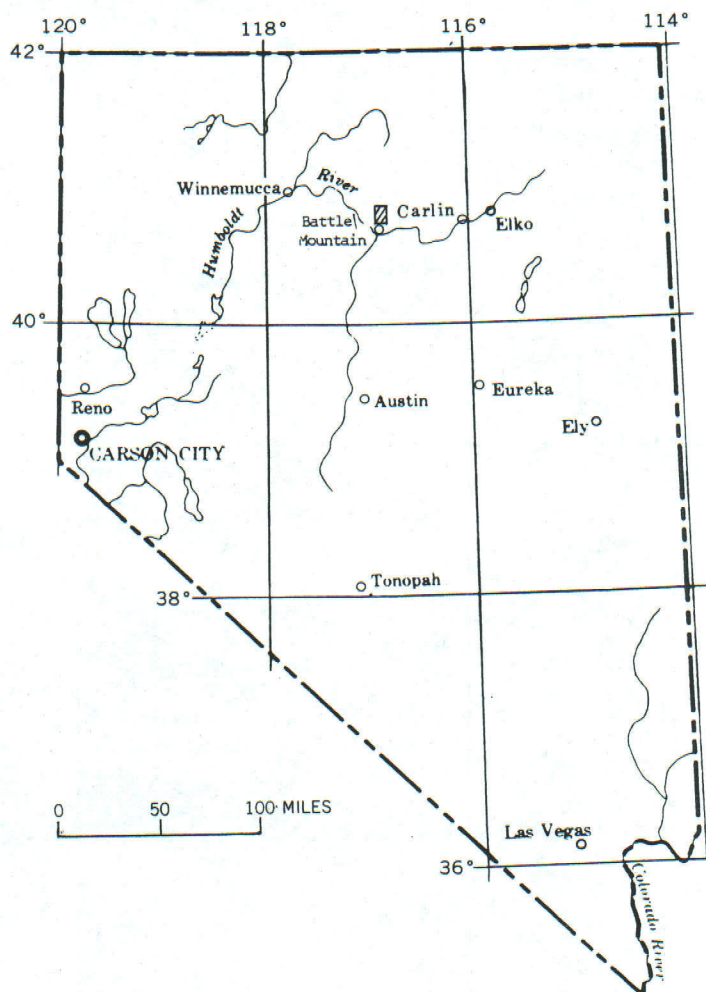 120° 118° 116° 114°
42°
Winnemucca
River
Humboldt
Battle
Mountain
Carlin
Elko
40°
Reno
Austin
Eureka
Ely
CARSON CITY
Tonopah
38°
0 50 100 MILES
Las Vegas
36°
Colorado River